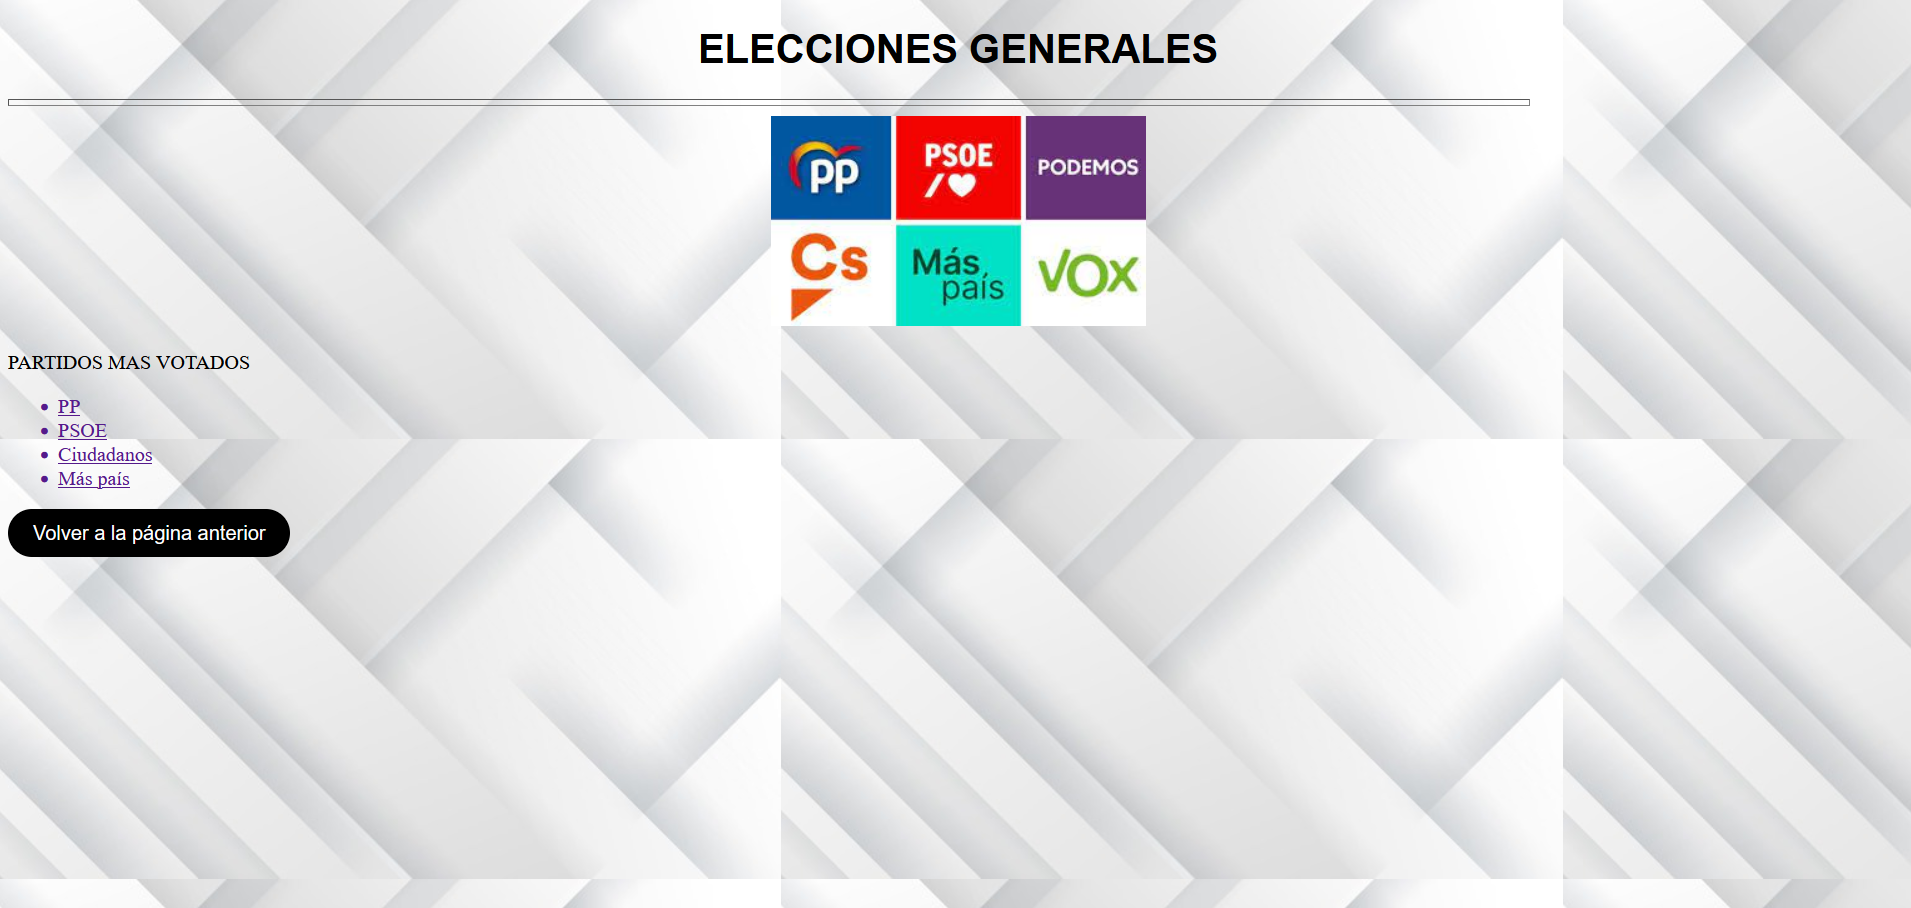 ELECCIONES GENERALES
PP PSOE PODEMOS
Cs Más país VOX
PARTIDOS MAS VOTADOS
PP
PSOE
Ciudadanos
Más país
Volver a la página anterior